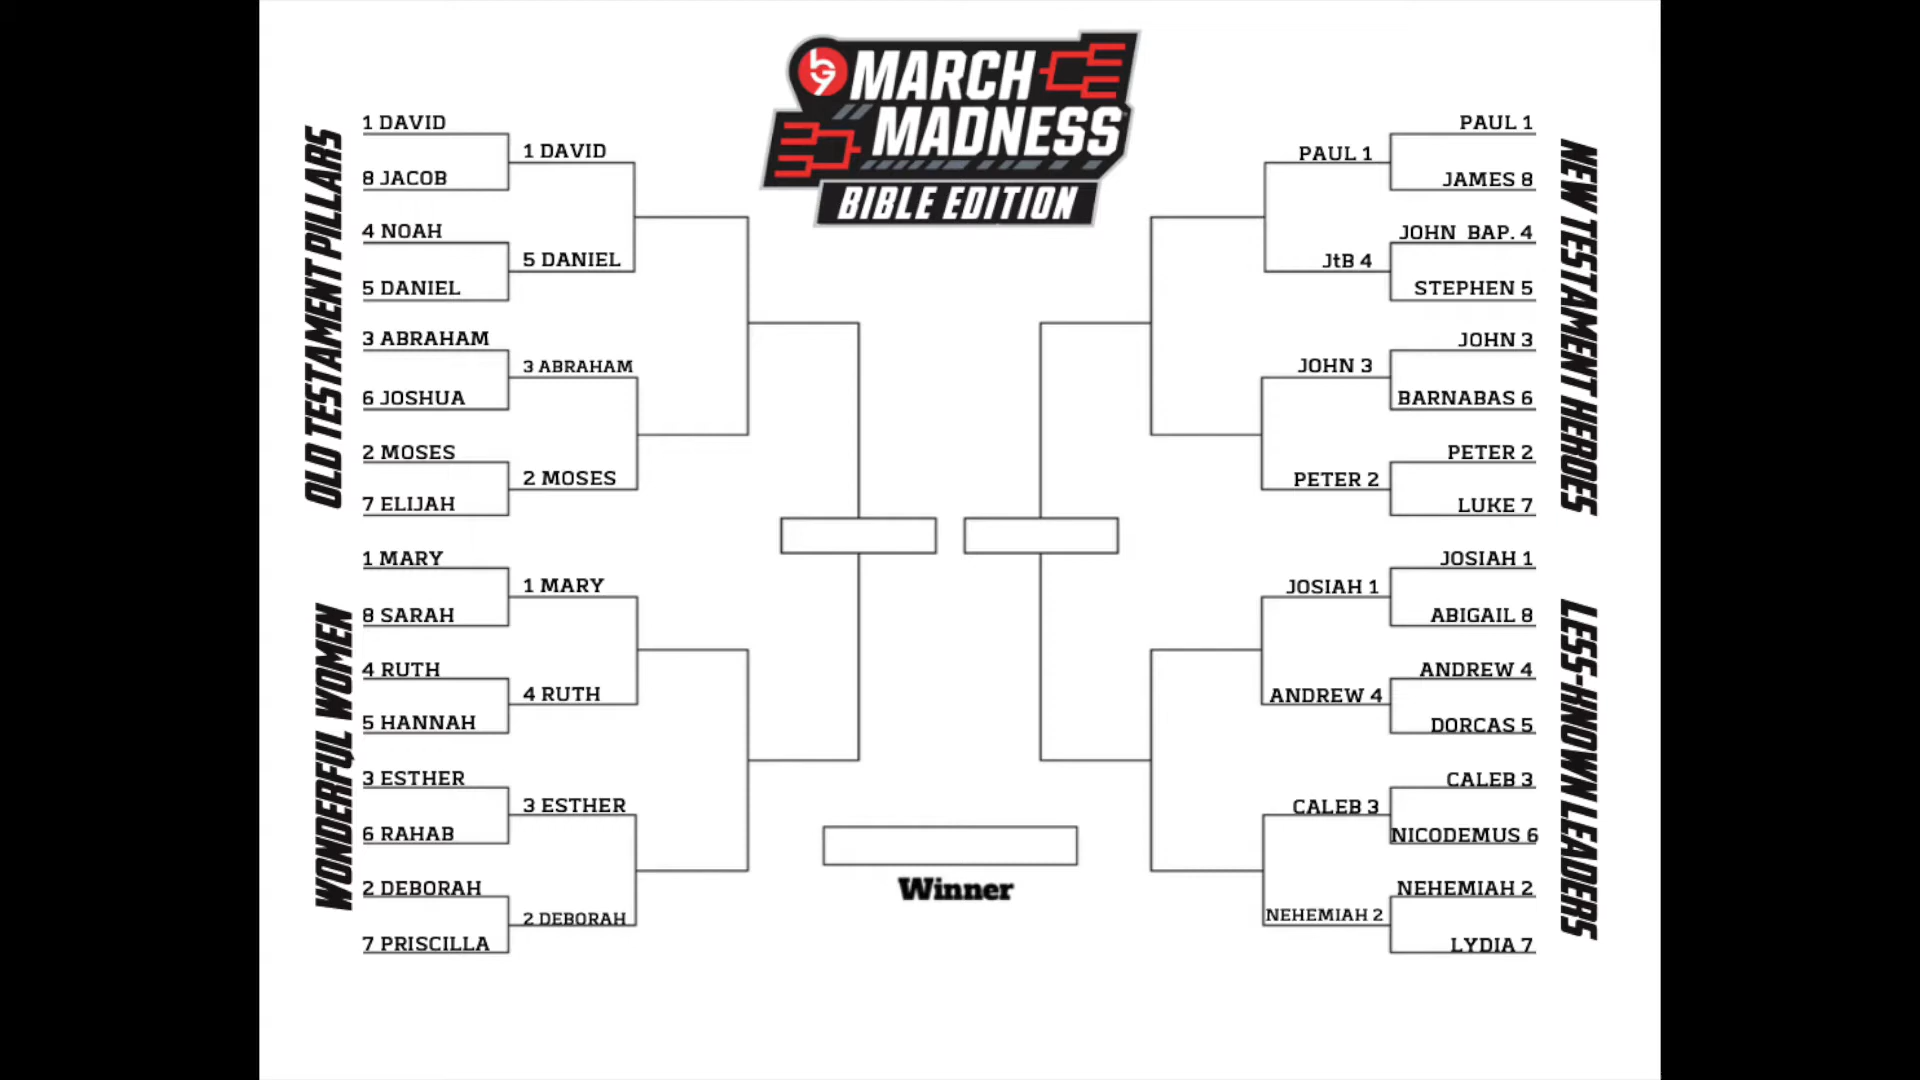 MARCH
MADNESS
BIBLE EDITION
OLD TESTAMENT PILLARS
1 DAVID
8 JACOB
4 NOAH
5 DANIEL
3 ABRAHAM
6 JOSHUA
2 MOSES
7 ELIJAH
1 DAVID
5 DANIEL
3 ABRAHAM
2 MOSES
WONDERFUL WOMEN
1 MARY
8 SARAH
4 RUTH
5 HANNAH
3 ESTHER
6 RAHAB
2 DEBORAH
7 PRISCILLA
1 MARY
4 RUTH
3 ESTHER
2 DEBORAH
NEW TESTAMENT HEROES
PAUL 1
JAMES 8
JOHN BAP. 4
STEPHEN 5
JOHN 3
BARNABAS 6
PETER 2
LUKE 7
PAUL 1
JtB 4
JOHN 3
PETER 2
LESS-KNOWN LEADERS
JOSIAH 1
ABIGAIL 8
ANDREW 4
DORCAS 5
CALEB 3
NICODEMUS 6
NEHEMIAH 2
LYDIA 7
JOSIAH 1
ANDREW 4
CALEB 3
NEHEMIAH 2
Winner